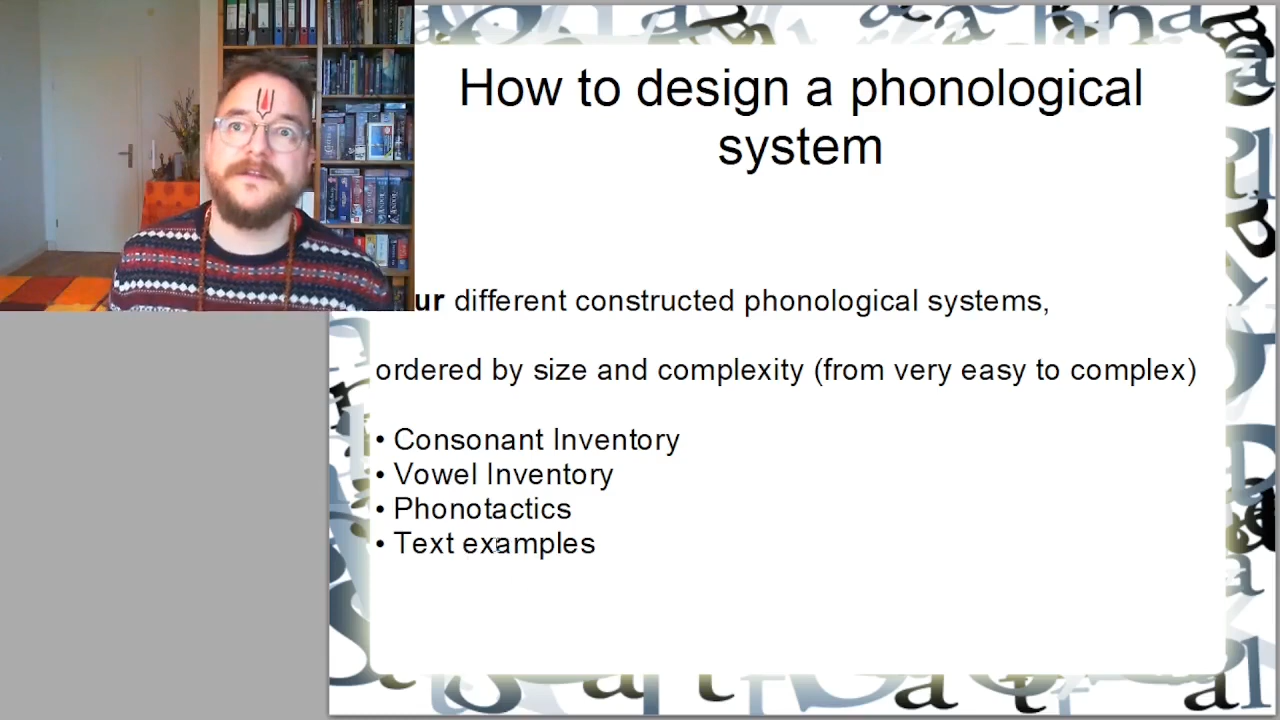 How to design a phonological
system
ur different constructed phonological systems,
ordered by size and complexity (from very easy to complex)
• Consonant Inventory
• Vowel Inventory
• Phonotactics
• Text examples